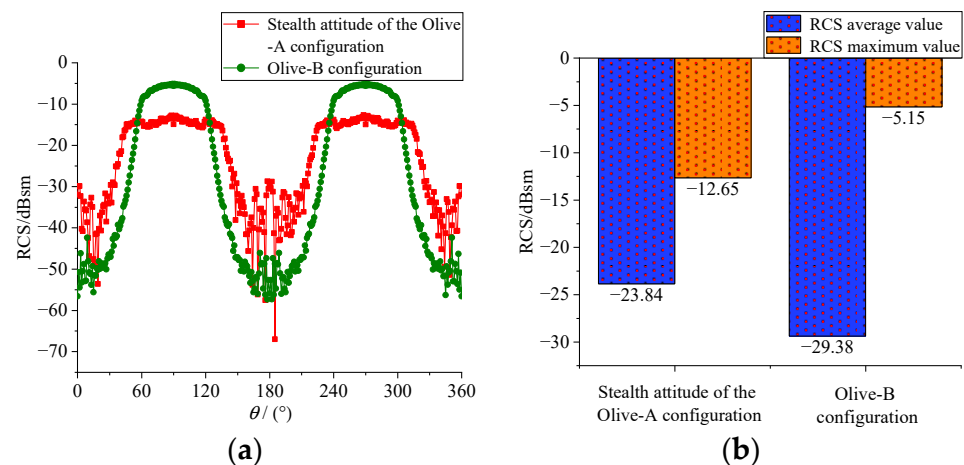 Stealth attitude of the Olive
-A configuration
Olive-B configuration
RCS/dBsm
0
−10
−20
−30
−40
−50
−60
−70
0
60
120
180
240
300
360
θ / (°)
(a)
RCS average value
RCS maximum value
RCS/dBsm
0
−5
−10
−15
−20
−25
−30
−23.84
−12.65
−29.38
−5.15
Stealth attitude of the
Olive-A configuration
Olive-B
configuration
(b)